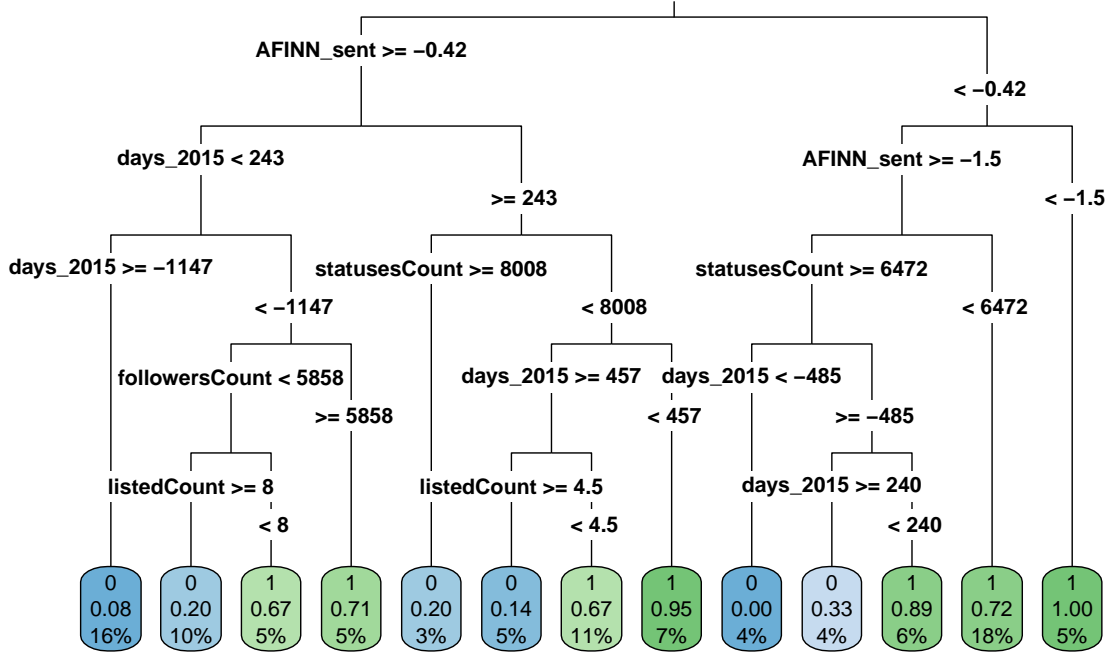 AFINN_sent >= −0.42
< −0.42
days_2015 < 243
AFINN_sent >= −1.5
>= 243
< −1.5
days_2015 >= −1147
statusesCount >= 8008
statusesCount >= 6472
< −1147
< 8008
< 6472
followersCount < 5858
days_2015 >= 457
days_2015 < −485
>= 5858
< 457
>= −485
listedCount >= 8
listedCount >= 4.5
days_2015 >= 240
< 8
< 4.5
< 240
0 0 1 1 0 0 1 1 0 0 1 1 1
0.08 0.20 0.67 0.71 0.20 0.14 0.67 0.95 0.00 0.33 0.89 0.72 1.00
16% 10% 5% 5% 3% 5% 11% 7% 4% 4% 6% 18% 5%